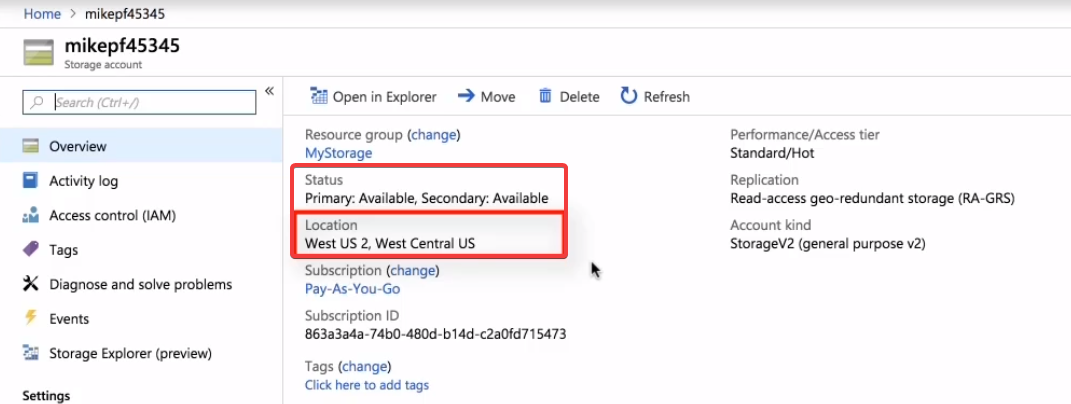 Home > mikepf45345
mikepf45345
Storage account
Search (Ctrl+/)
«
Overview
Activity log
Access control (IAM)
Tags
Diagnose and solve problems
Events
Storage Explorer (preview)
Settings
Open in Explorer
Move
Delete
Refresh
Resource group (change)
MyStorage
Status
Primary: Available, Secondary: Available
Location
West US 2, West Central US
Subscription (change)
Pay-As-You-Go
Subscription ID
863a3a4a-74b0-480d-b14d-c2a0fd715473
Tags (change)
Click here to add tags
Performance/Access tier
Standard/Hot
Replication
Read-access geo-redundant storage (RA-GRS)
Account kind
StorageV2 (general purpose v2)